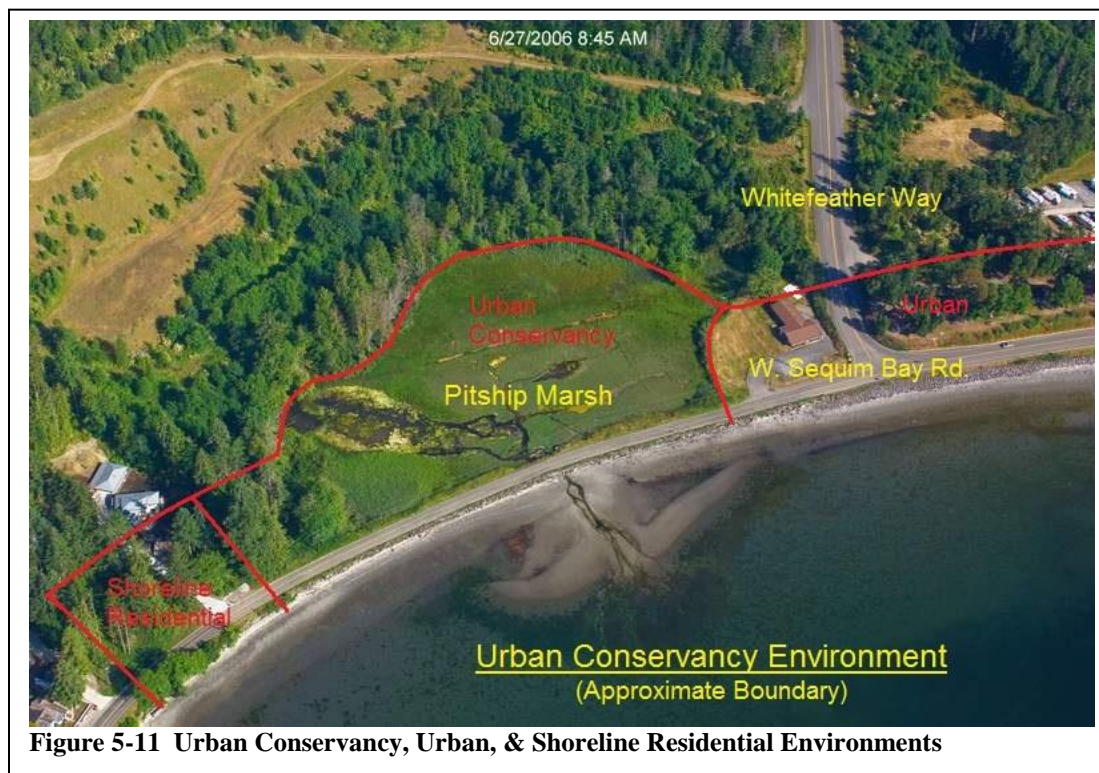 6/27/2006 8:45 AM
Whitefeather Way
Urban
Conservancy
Urban
Pitship Marsh
W. Sequim Bay Rd.
Shoreline
Residential
Urban Conservancy Environment
(Approximate Boundary)
Figure 5-11 Urban Conservancy, Urban, & Shoreline Residential Environments